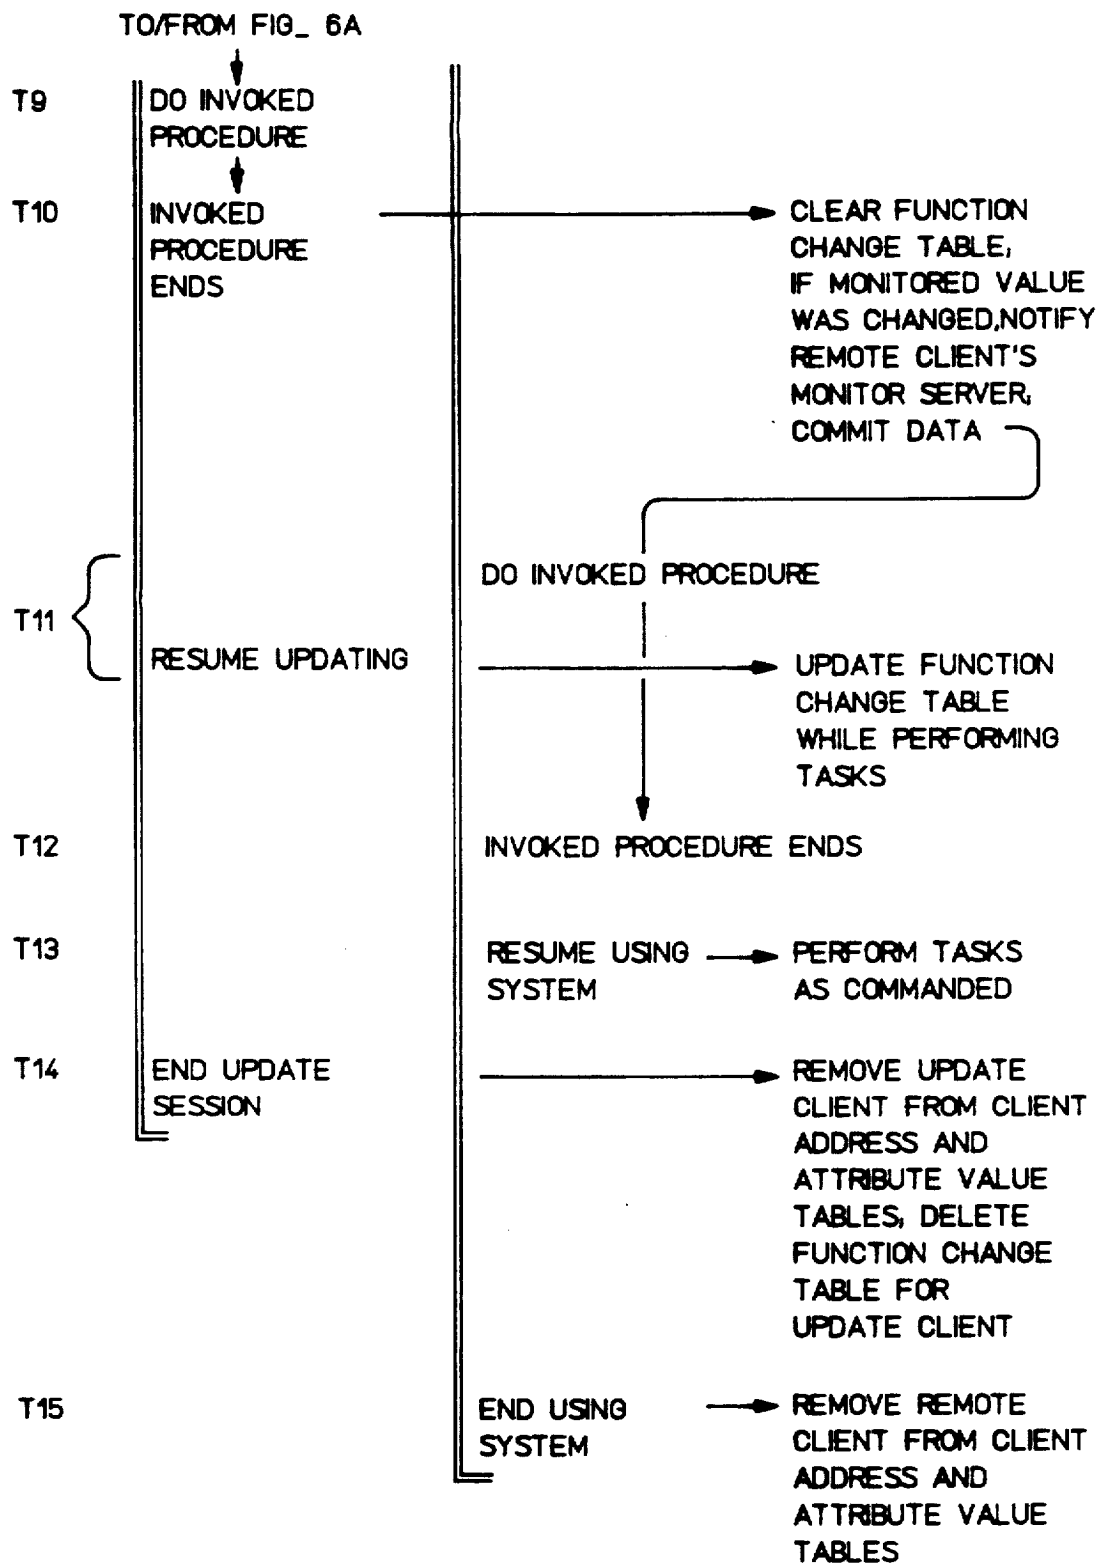 TO/FROM FIG_ 6A
T9
DO INVOKED
PROCEDURE
T10
INVOKED
PROCEDURE
ENDS
CLEAR FUNCTION
CHANGE TABLE,
IF MONITORED VALUE
WAS CHANGED,NOTIFY
REMOTE CLIENT'S
MONITOR SERVER,
COMMIT DATA
T11
DO INVOKED PROCEDURE
RESUME UPDATING
UPDATE FUNCTION
CHANGE TABLE
WHILE PERFORMING
TASKS
T12
INVOKED PROCEDURE ENDS
T13
RESUME USING
SYSTEM
PERFORM TASKS
AS COMMANDED
T14
END UPDATE
SESSION
REMOVE UPDATE
CLIENT FROM CLIENT
ADDRESS AND
ATTRIBUTE VALUE
TABLES, DELETE
FUNCTION CHANGE
TABLE FOR
UPDATE CLIENT
T15
END USING
SYSTEM
REMOVE REMOTE
CLIENT FROM CLIENT
ADDRESS AND
ATTRIBUTE VALUE
TABLES